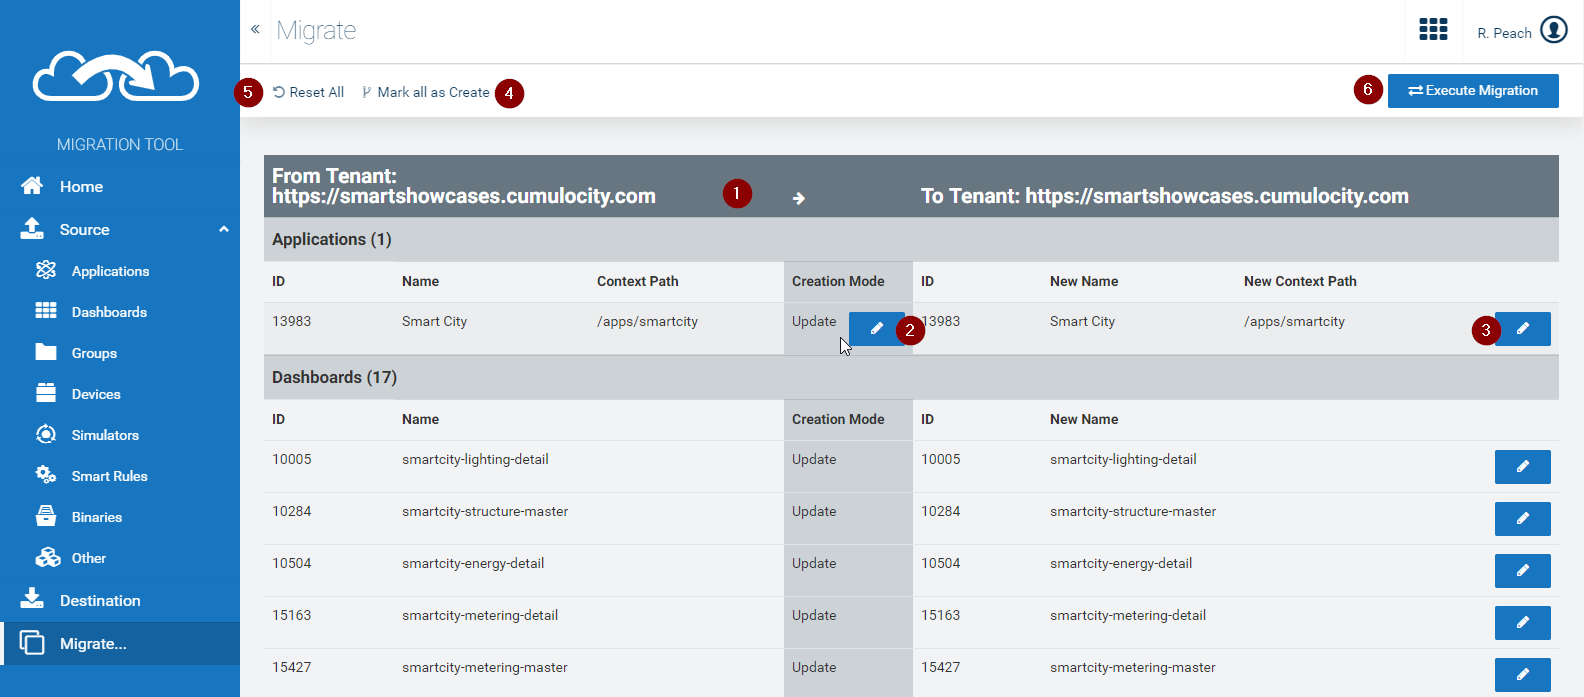 MIGRATION TOOL
Home
Source
Applications
Dashboards
Groups
Devices
Simulators
Smart Rules
Binaries
Other
Destination
Migrate...
« Migrate
R. Peach
5 Reset All Mark all as Create 4
6 Execute Migration
From Tenant:
https://smartshowcases.cumulocity.com 1 To Tenant: https://smartshowcases.cumulocity.com
Applications (1)
ID Name Context Path Creation Mode ID New Name New Context Path
13983 Smart City /apps/smartcity Update 2 13983 Smart City /apps/smartcity 3
Dashboards (17)
ID Name Creation Mode ID New Name
10005 smartcity-lighting-detail Update 10005 smartcity-lighting-detail
10284 smartcity-structure-master Update 10284 smartcity-structure-master
10504 smartcity-energy-detail Update 10504 smartcity-energy-detail
15163 smartcity-metering-detail Update 15163 smartcity-metering-detail
15427 smartcity-metering-master Update 15427 smartcity-metering-master